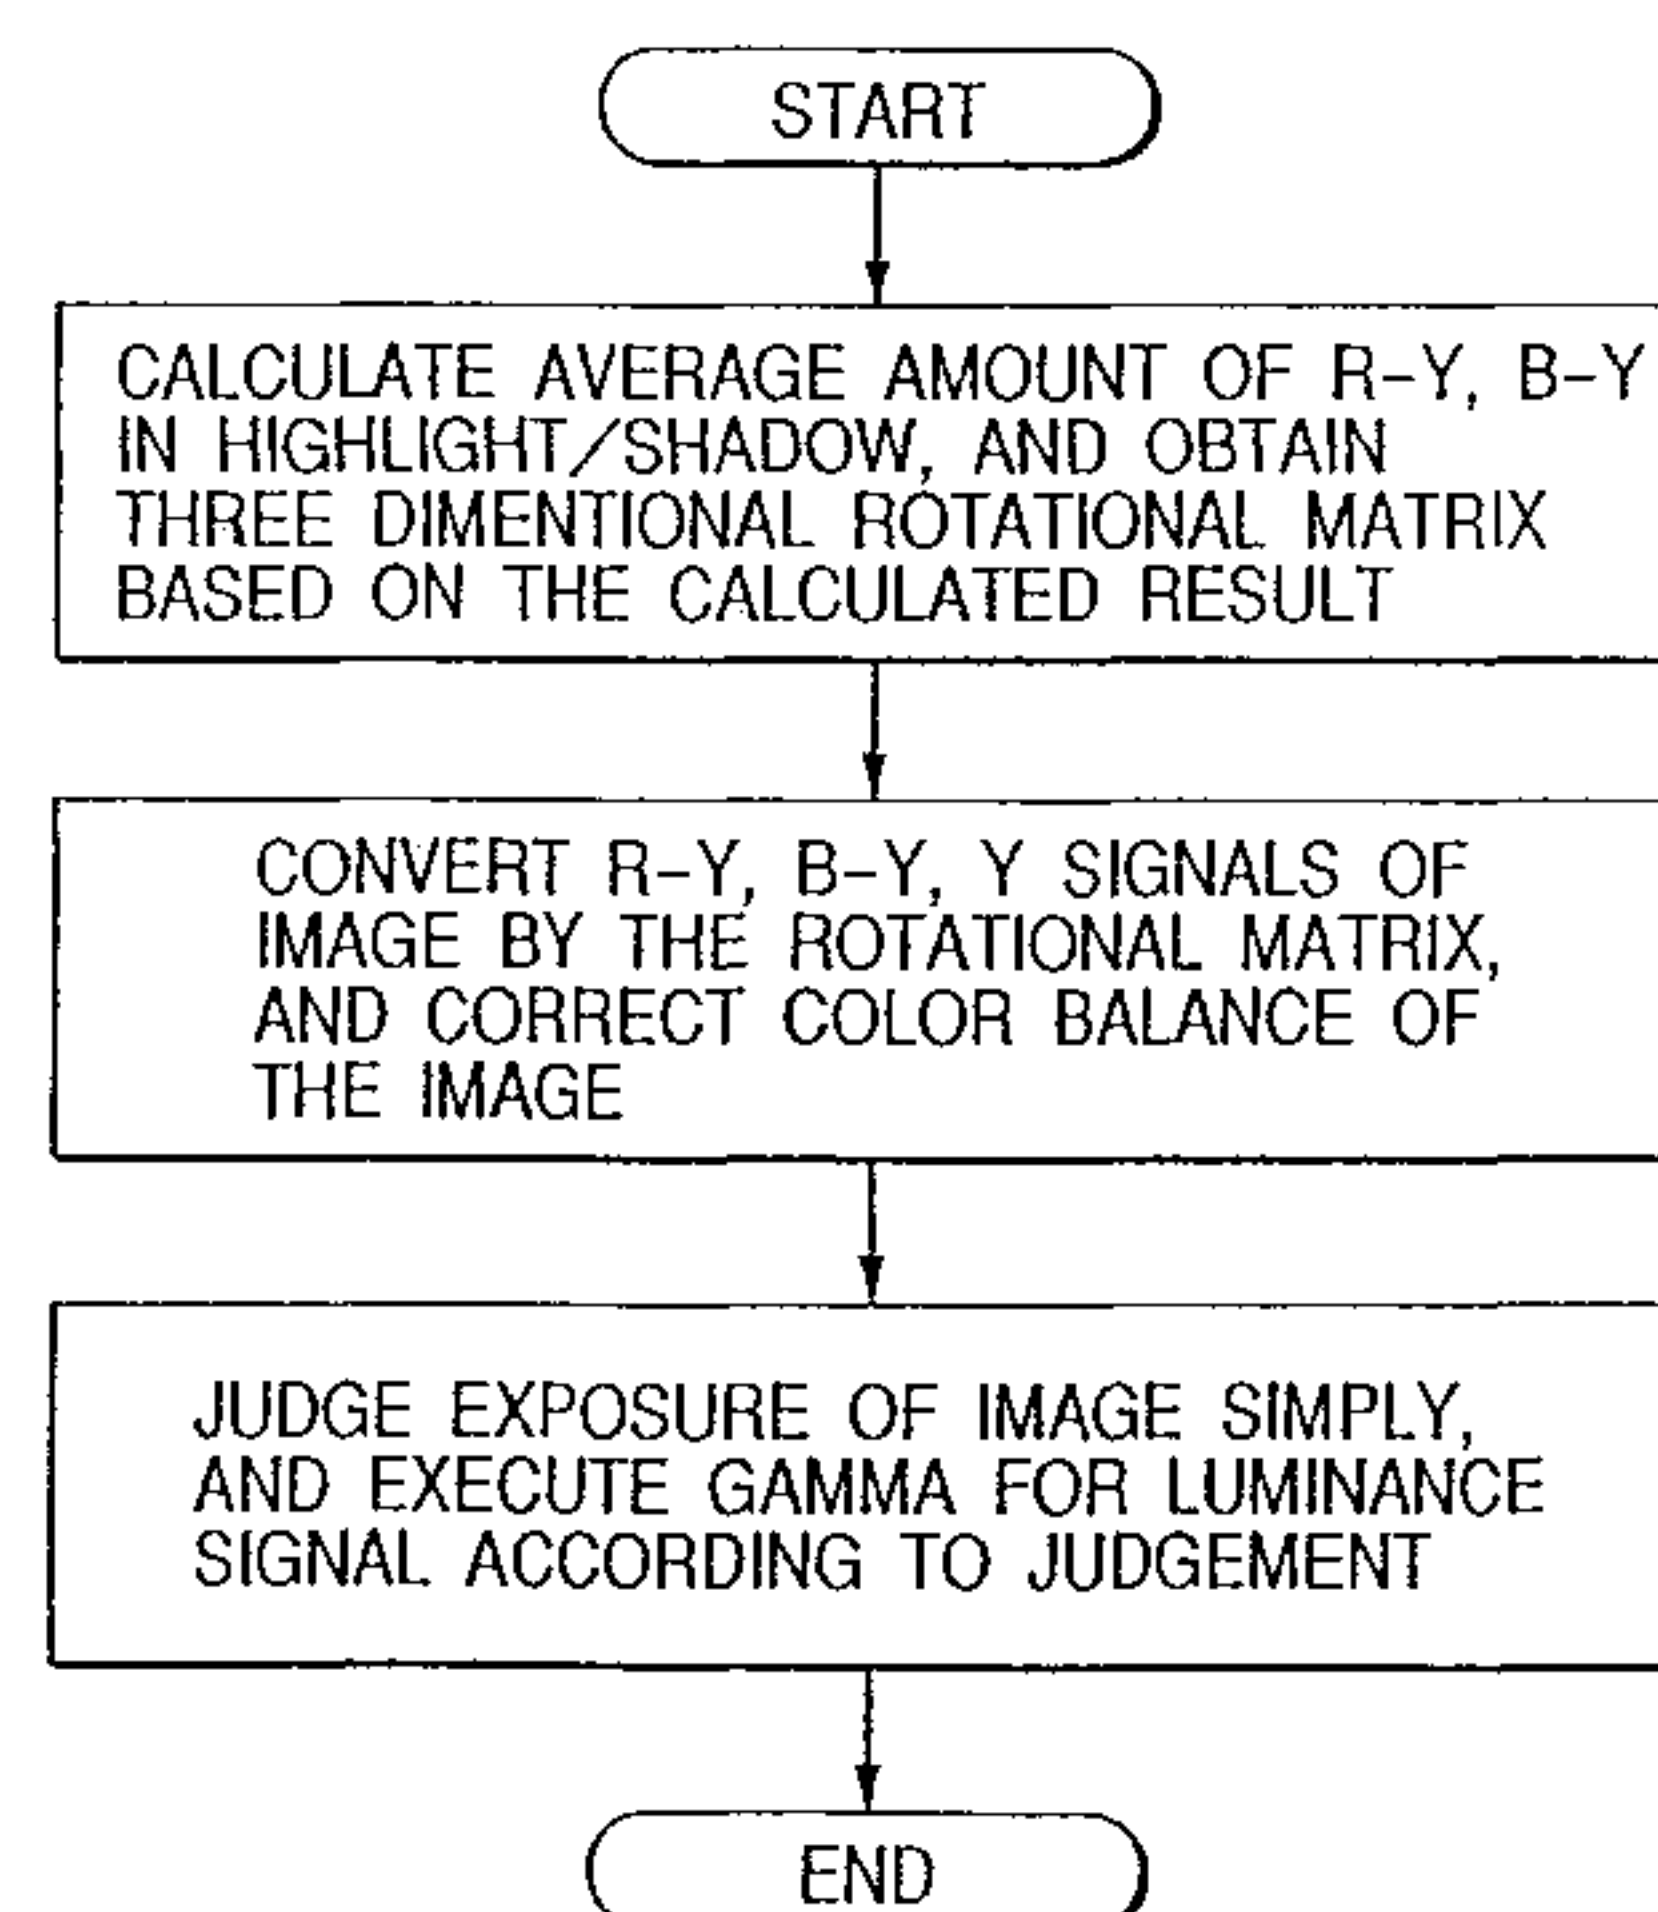 START
CALCULATE AVERAGE AMOUNT OF R-Y, B-Y
IN HIGHLIGHT/SHADOW, AND OBTAIN
THREE DIMENTIONAL ROTATIONAL MATRIX
BASED ON THE CALCULATED RESULT
CONVERT R-Y, B-Y, Y SIGNALS OF
IMAGE BY THE ROTATIONAL MATRIX,
AND CORRECT COLOR BALANCE OF
THE IMAGE
JUDGE EXPOSURE OF IMAGE SIMPLY,
AND EXECUTE GAMMA FOR LUMINANCE
SIGNAL ACCORDING TO JUDGEMENT
END